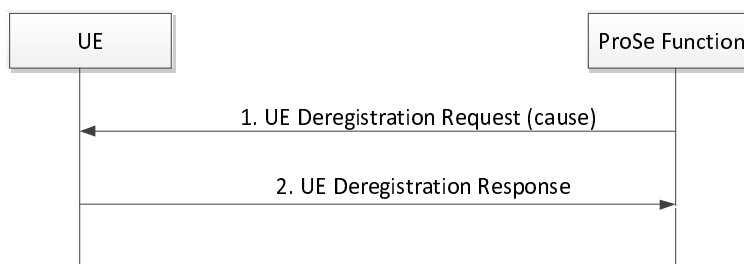 UE
ProSe Function
1. UE Deregistration Request (cause)
2. UE Deregistration Response